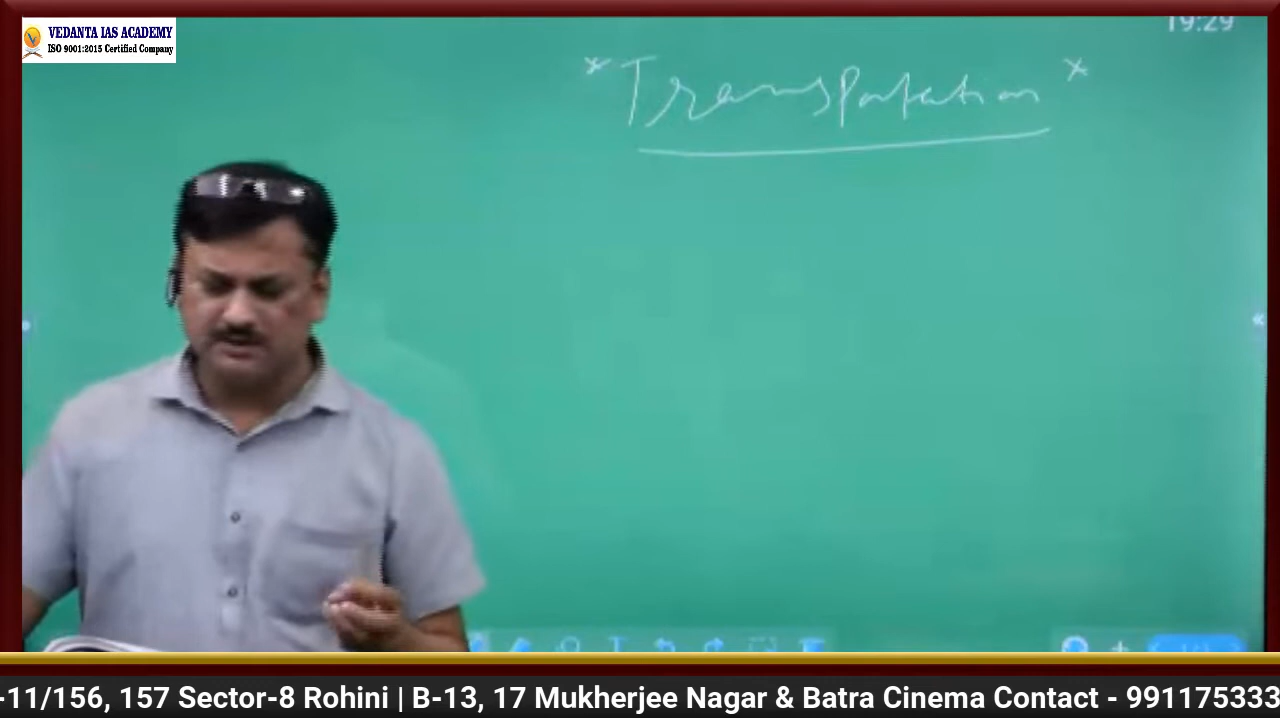 VEDANTA IAS ACADEMY
ISO 9001:2015 Certified Company
19:29
* Transportation *
-11/156, 157 Sector-8 Rohini | B-13, 17 Mukherjee Nagar & Batra Cinema Contact - 991175333